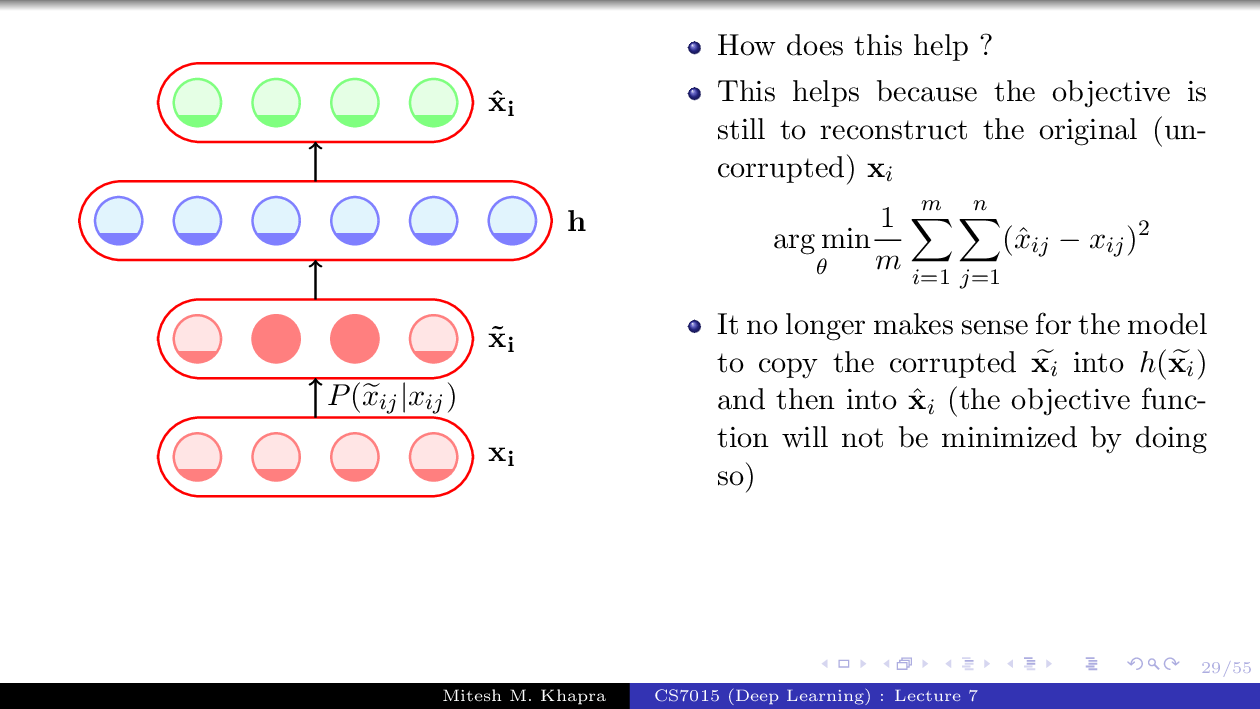 x̂ᵢ
h
x̃ᵢ
P(x̃ᵢⱼ|xᵢⱼ)
xᵢ
How does this help ?
This helps because the objective is
still to reconstruct the original (un-
corrupted) xᵢ
arg min_θ 1/m ∑_{i=1}^{m} ∑_{j=1}^{n} (x̂ᵢⱼ − xᵢⱼ)²
It no longer makes sense for the model
to copy the corrupted x̃ᵢ into h(x̃ᵢ)
and then into x̂ᵢ (the objective func-
tion will not be minimized by doing
so)
29/55
Mitesh M. Khapra
CS7015 (Deep Learning) : Lecture 7